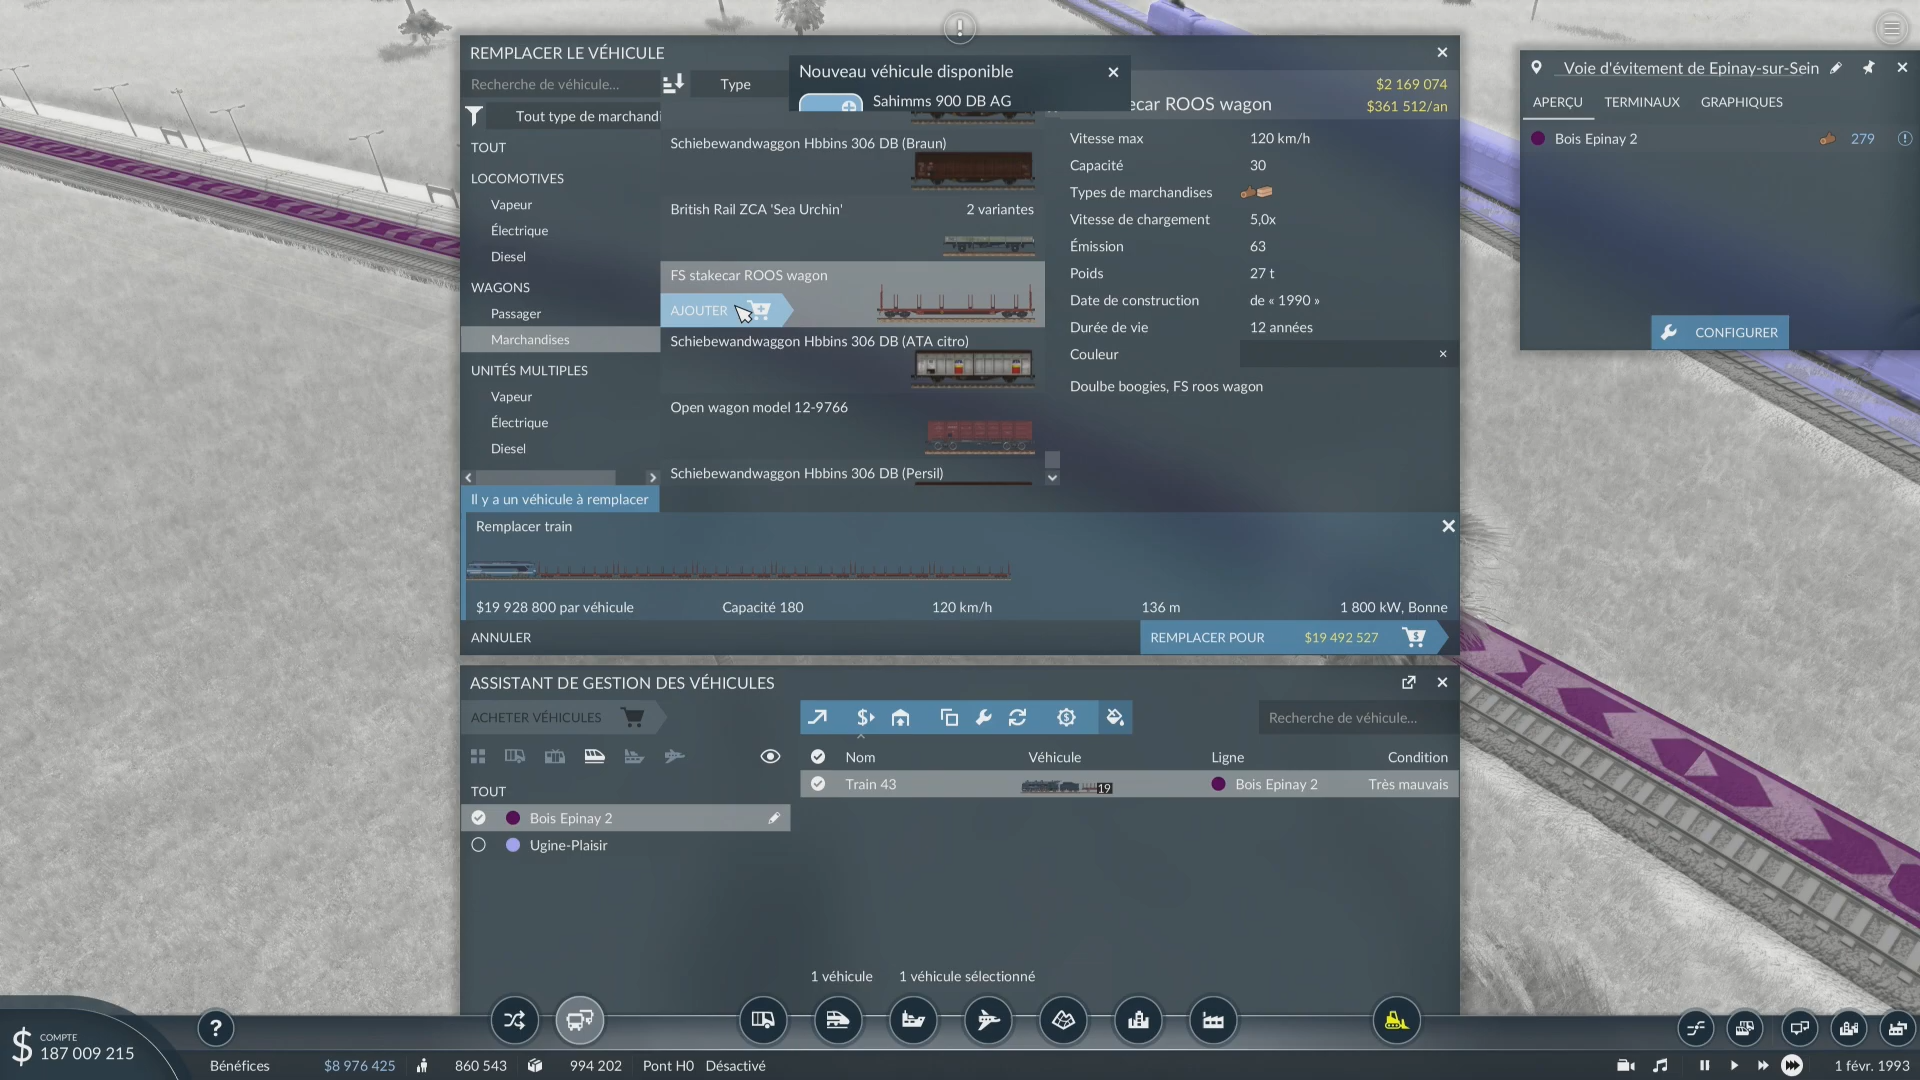 REMPLACER LE VÉHICULE
Recherche de véhicule...
Type
Nouveau véhicule disponible
Sahimms 900 DB AG
Tout type de marchandi
TOUT
LOCOMOTIVES
Vapeur
Électrique
Diesel
WAGONS
Passager
Marchandises
UNITÉS MULTIPLES
Vapeur
Électrique
Diesel
Schiebewandwaggon Hbbins 306 DB (Braun)
British Rail ZCA 'Sea Urchin'
2 variantes
FS stakecar ROOS wagon
AJOUTER
Schiebewandwaggon Hbbins 306 DB (ATA citro)
Open wagon model 12-9766
Schiebewandwaggon Hbbins 306 DB (Persil)
$2 169 074
ecar ROOS wagon
$361 512/an
Vitesse max 120 km/h
Capacité 30
Types de marchandises
Vitesse de chargement 5,0x
Émission 63
Poids 27 t
Date de construction de « 1990 »
Durée de vie 12 années
Couleur
Doulbe boogies, FS roos wagon
Il y a un véhicule à remplacer
Remplacer train
$19 928 800 par véhicule
Capacité 180
120 km/h
136 m
1 800 kW, Bonne
ANNULER
REMPLACER POUR $19 492 527
ASSISTANT DE GESTION DES VÉHICULES
ACHETER VÉHICULES
Recherche de véhicule...
TOUT
Bois Epinay 2
Ugine-Plaisir
Nom Véhicule Ligne Condition
Train 43 19 Bois Epinay 2 Très mauvais
1 véhicule
1 véhicule sélectionné
Voie d'évitement de Epinay-sur-Sein
APERÇU TERMINAUX GRAPHIQUES
Bois Epinay 2 279
CONFIGURER
$ COMPTE
187 009 215
?
Bénéfices $8 976 425
860 543
994 202
Pont H0 Désactivé
1 févr. 1993